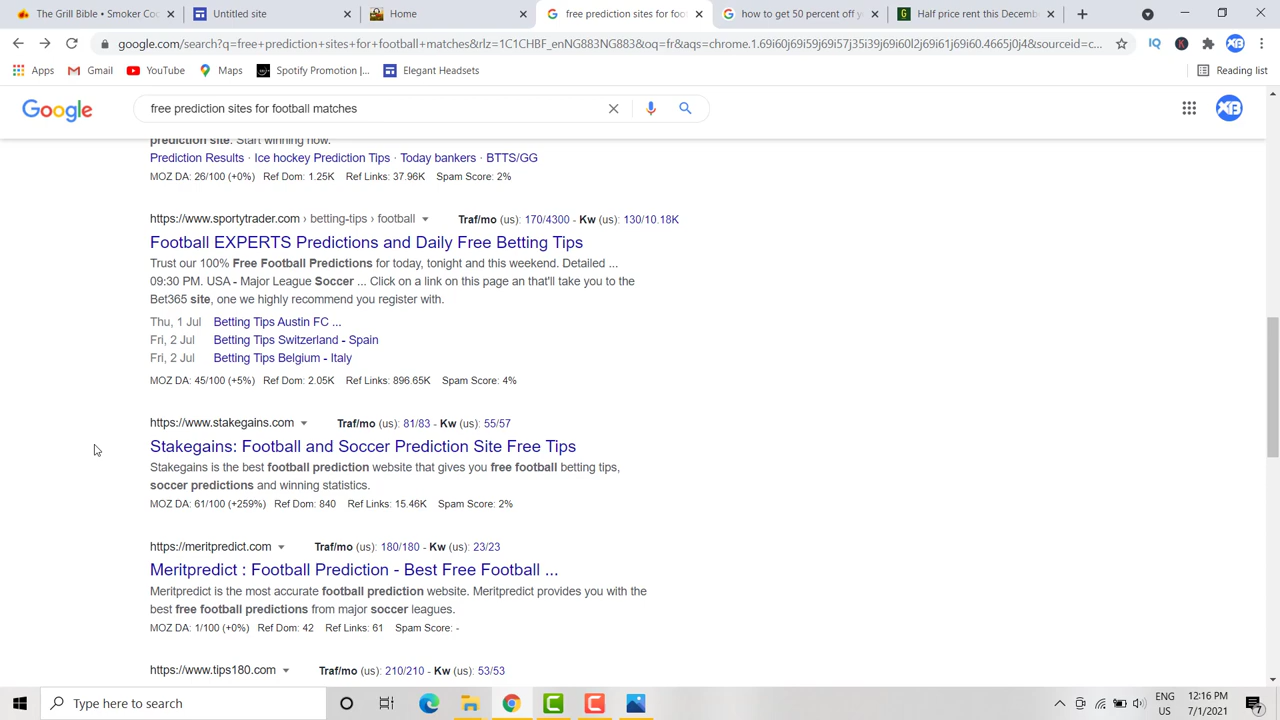 The Grill Bible • Smoker Co
Untitled site
Home
free prediction sites for foo
how to get 50 percent off y
Half price rent this Decemb
google.com/search?q=free+prediction+sites+for+football+matches&rlz=1C1CHBF_enNG983NG983&oq=fr&aqs=chrome.1.69i60j69i59j69i57j35i39j69i60l2j69i61j69i60.4665j0j4&sourceid=c...
Apps
Gmail
YouTube
Maps
Spotify Promotion |...
Elegant Headsets
Reading list
Google
free prediction sites for football matches
prediction site. Start winning now.
Prediction Results · Ice hockey Prediction Tips · Today bankers · BTTS/GG
MOZ DA: 26/100 (+0%) Ref Dom: 1.25K Ref Links: 37.96K Spam Score: 2%
https://www.sportytrader.com › betting-tips › football Traf/mo (us): 170/4300 - Kw (us): 130/10.18K
Football EXPERTS Predictions and Daily Free Betting Tips
Trust our 100% Free Football Predictions for today, tonight and this weekend. Detailed ...
09:30 PM. USA - Major League Soccer ... Click on a link on this page an that'll take you to the
Bet365 site, one we highly recommend you register with.
Thu, 1 Jul Betting Tips Austin FC ...
Fri, 2 Jul Betting Tips Switzerland - Spain
Fri, 2 Jul Betting Tips Belgium - Italy
MOZ DA: 45/100 (+5%) Ref Dom: 2.05K Ref Links: 896.65K Spam Score: 4%
https://www.stakegains.com Traf/mo (us): 81/83 - Kw (us): 55/57
Stakegains: Football and Soccer Prediction Site Free Tips
Stakegains is the best football prediction website that gives you free football betting tips,
soccer predictions and winning statistics.
MOZ DA: 61/100 (+259%) Ref Dom: 840 Ref Links: 15.46K Spam Score: 2%
https://meritpredict.com Traf/mo (us): 180/180 - Kw (us): 23/23
Meritpredict : Football Prediction - Best Free Football ...
Meritpredict is the most accurate football prediction website. Meritpredict provides you with the
best free football predictions from major soccer leagues.
MOZ DA: 1/100 (+0%) Ref Dom: 42 Ref Links: 61 Spam Score: -
https://www.tips180.com Traf/mo (us): 210/210 - Kw (us): 53/53
Type here to search
ENG
US
12:16 PM
7/1/2021
7